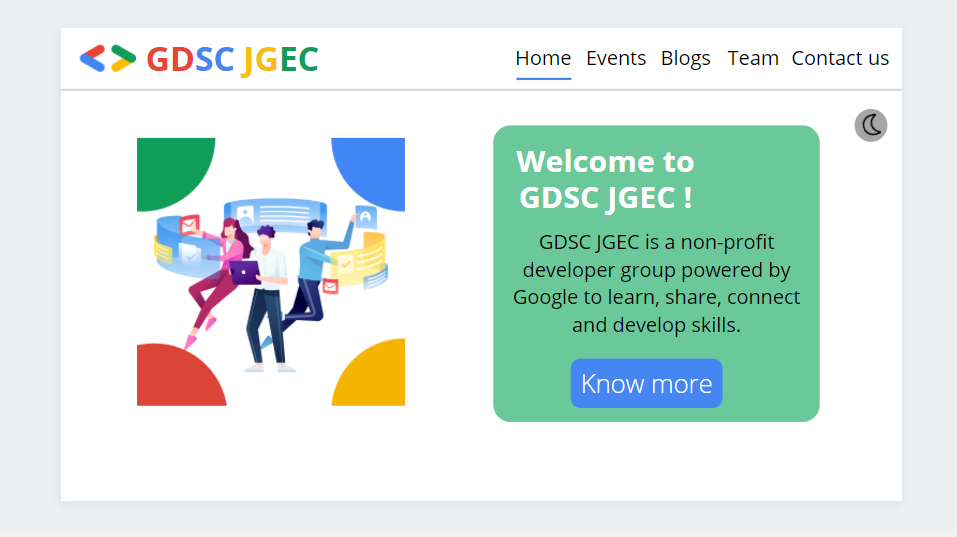 GDSC JGEC
Home Events Blogs Team Contact us
Welcome to
GDSC JGEC !
GDSC JGEC is a non-profit
developer group powered by
Google to learn, share, connect
and develop skills.
Know more